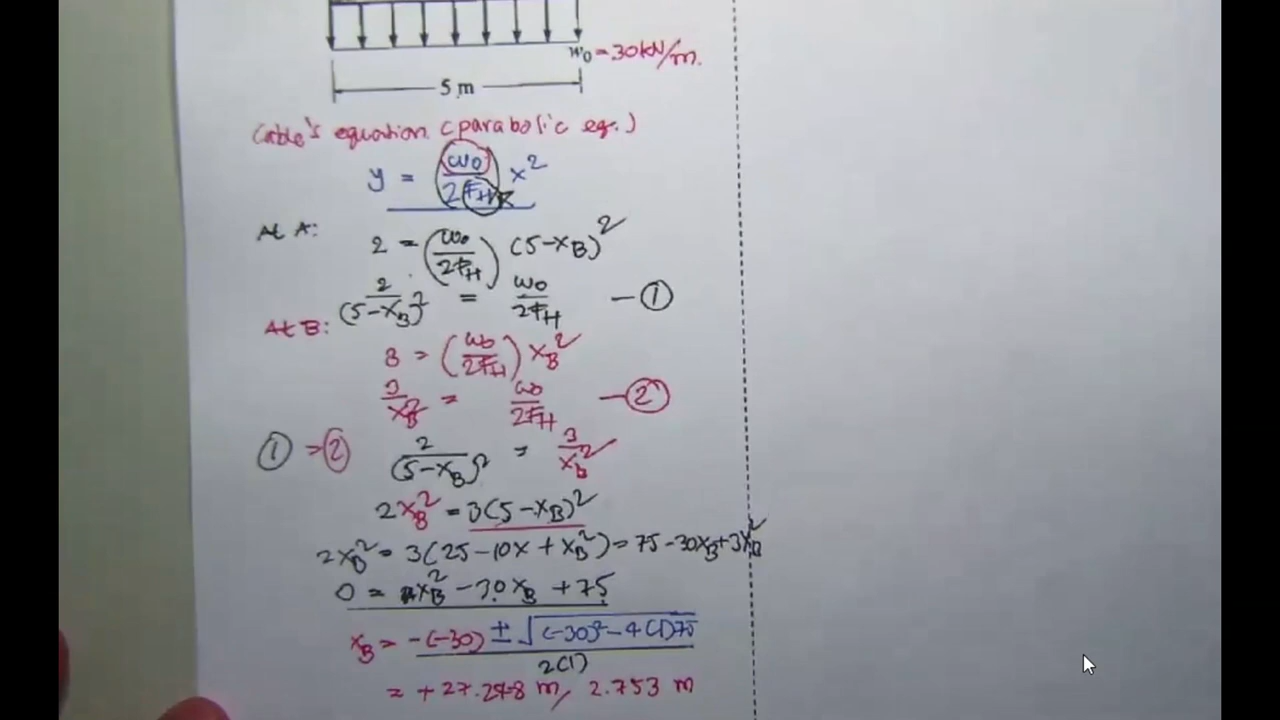 w₀ = 30 kN/m.
5 m
Cable's equation (parabolic eq.)
y = (w₀/2F_H) x²
At A: 2 = (w₀/2F_H) (5-x_B)²
2/(5-x_B)² = w₀/2F_H — ①
At B: 3 = (w₀/2F_H) x_B²
3/x_B² = w₀/2F_H — ②
① = ② 2/(5-x_B)² = 3/x_b²
2x_B² = 3(5-x_B)²
2x_B² = 3(25-10x+x_B²) = 75-30x_B+3x_B²
0 = x_B² - 30x_B + 75
x_B = -(-30) ± √(-30)²-4(1)75 / 2(1)
= + 27.248 m, 2.753 m